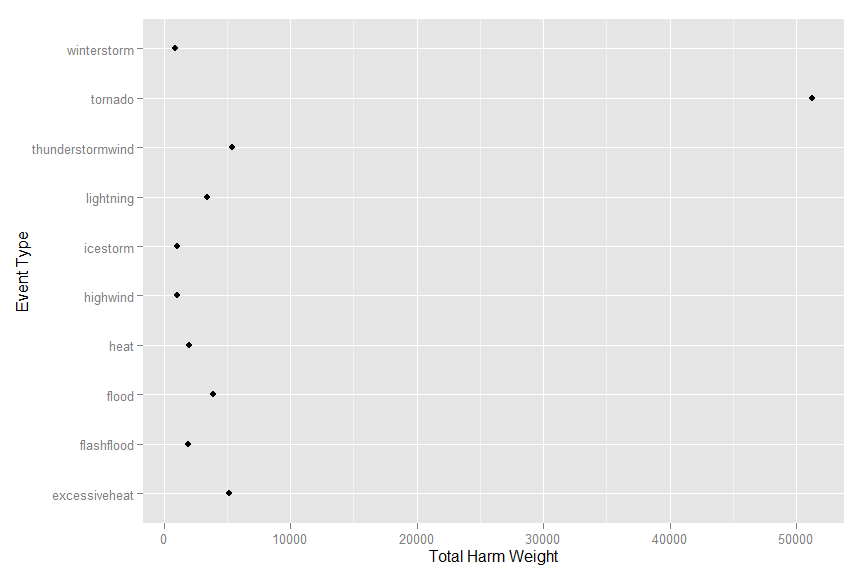 winterstorm
tornado
thunderstormwind
lightning
icestorm
highwind
heat
flood
flashflood
excessiveheat
Event Type
0 10000 20000 30000 40000 50000
Total Harm Weight